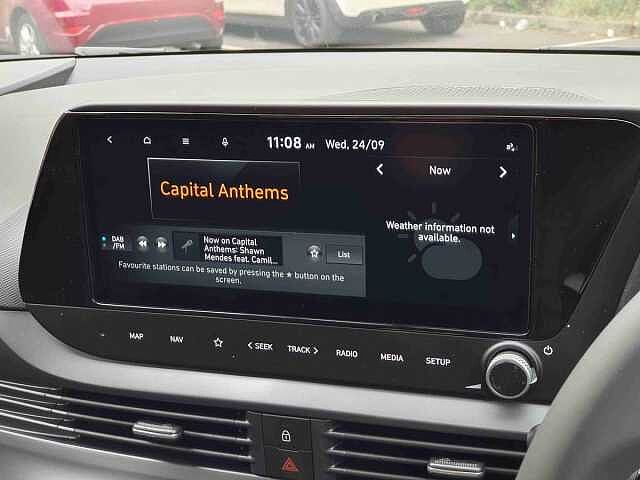 11:08 AM Wed, 24/09
Now
Capital Anthems
Weather information not
available.
DAB
/FM
Now on Capital
Anthems: Shawn
Mendes feat. Camil...
List
Favourite stations can be saved by pressing the ★ button on the
screen.
MAP NAV ☆ < SEEK TRACK > RADIO MEDIA SETUP